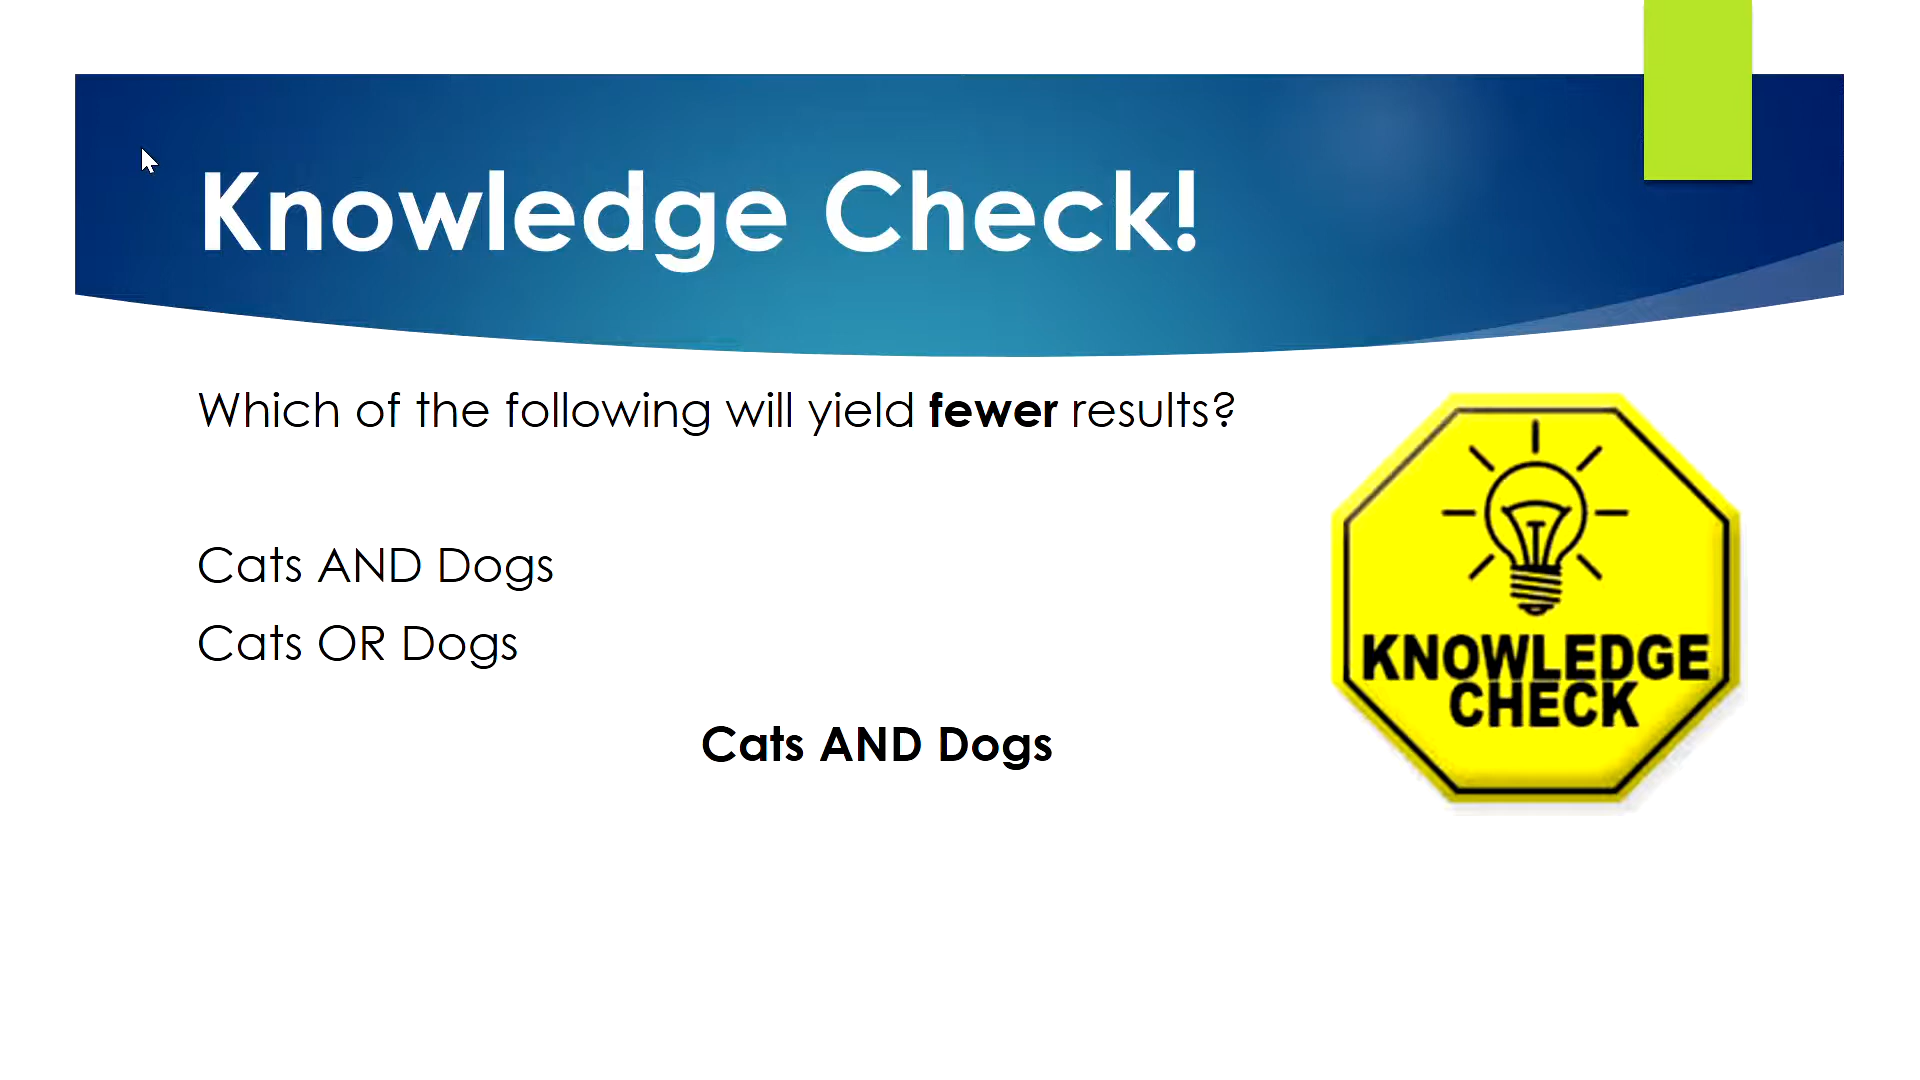 Knowledge Check!
Which of the following will yield fewer results?
Cats AND Dogs
Cats OR Dogs
Cats AND Dogs
KNOWLEDGE
CHECK